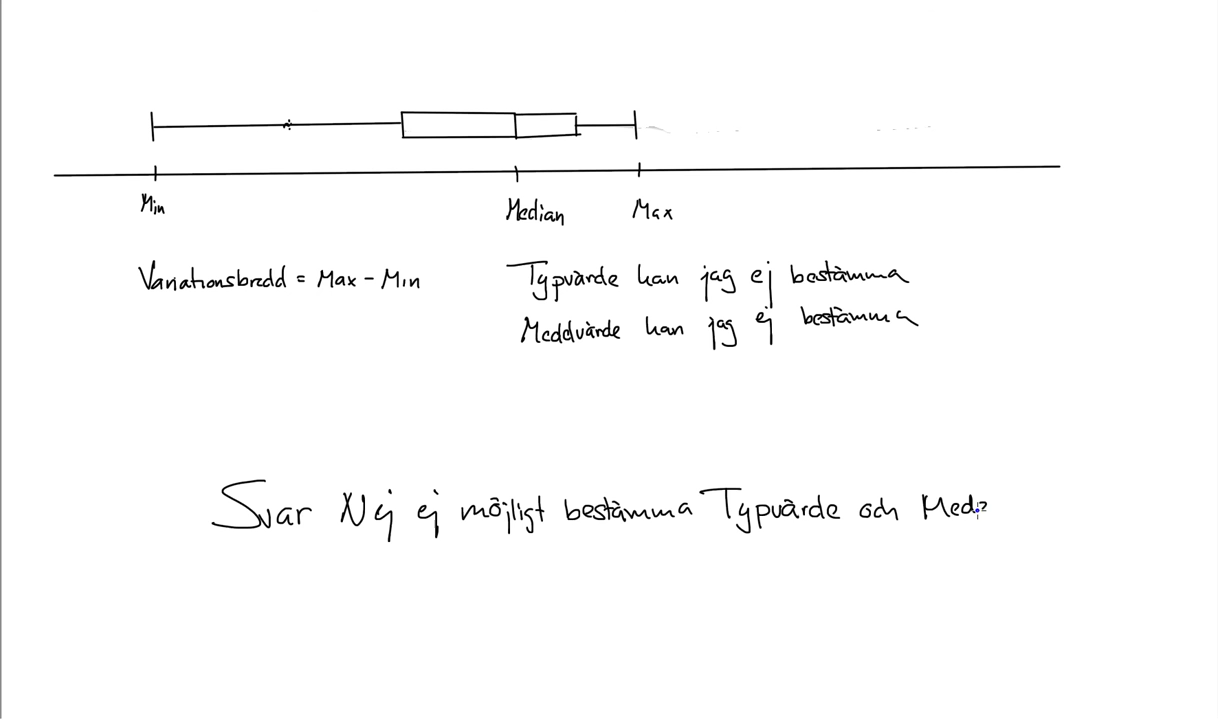 Min Median Max
Variationsbredd = Max - Min
Typvärde kan jag ej bestämma
Medelvärde kan jag ej bestämma
Svar Nej ej möjligt bestämma Typvärde och Med